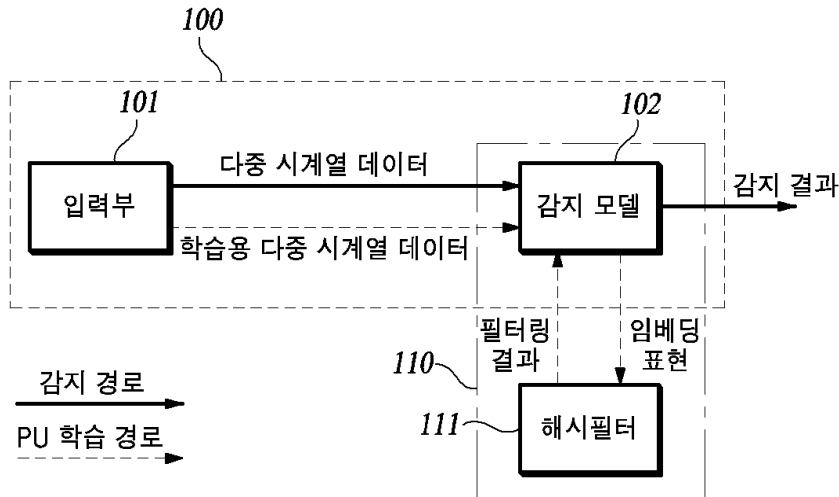 100
101
102
다중 시계열 데이터
입력부
감지 모델
감지 결과
학습용 다중 시계열 데이터
필터링
결과
임베딩
표현
110
감지 경로
111
해시필터
PU 학습 경로